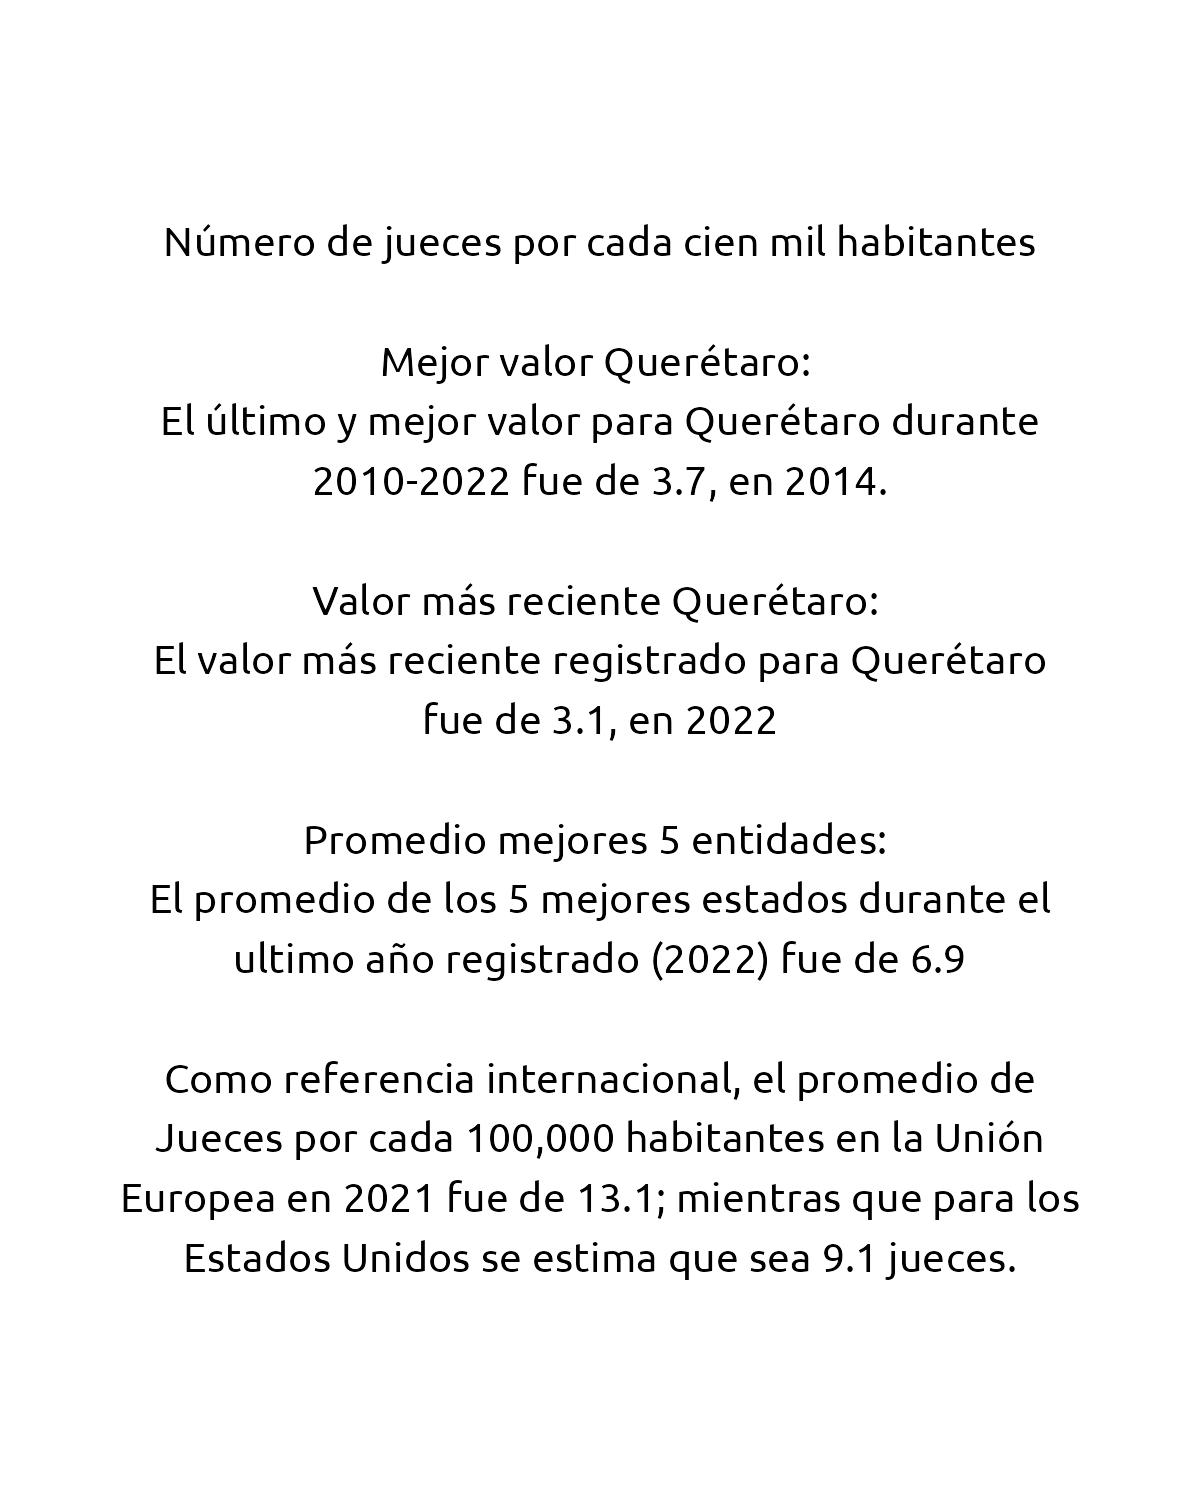 Número de jueces por cada cien mil habitantes
Mejor valor Querétaro:
El último y mejor valor para Querétaro durante
2010-2022 fue de 3.7, en 2014.
Valor más reciente Querétaro:
El valor más reciente registrado para Querétaro
fue de 3.1, en 2022
Promedio mejores 5 entidades:
El promedio de los 5 mejores estados durante el
ultimo año registrado (2022) fue de 6.9
Como referencia internacional, el promedio de
Jueces por cada 100,000 habitantes en la Unión
Europea en 2021 fue de 13.1; mientras que para los
Estados Unidos se estima que sea 9.1 jueces.